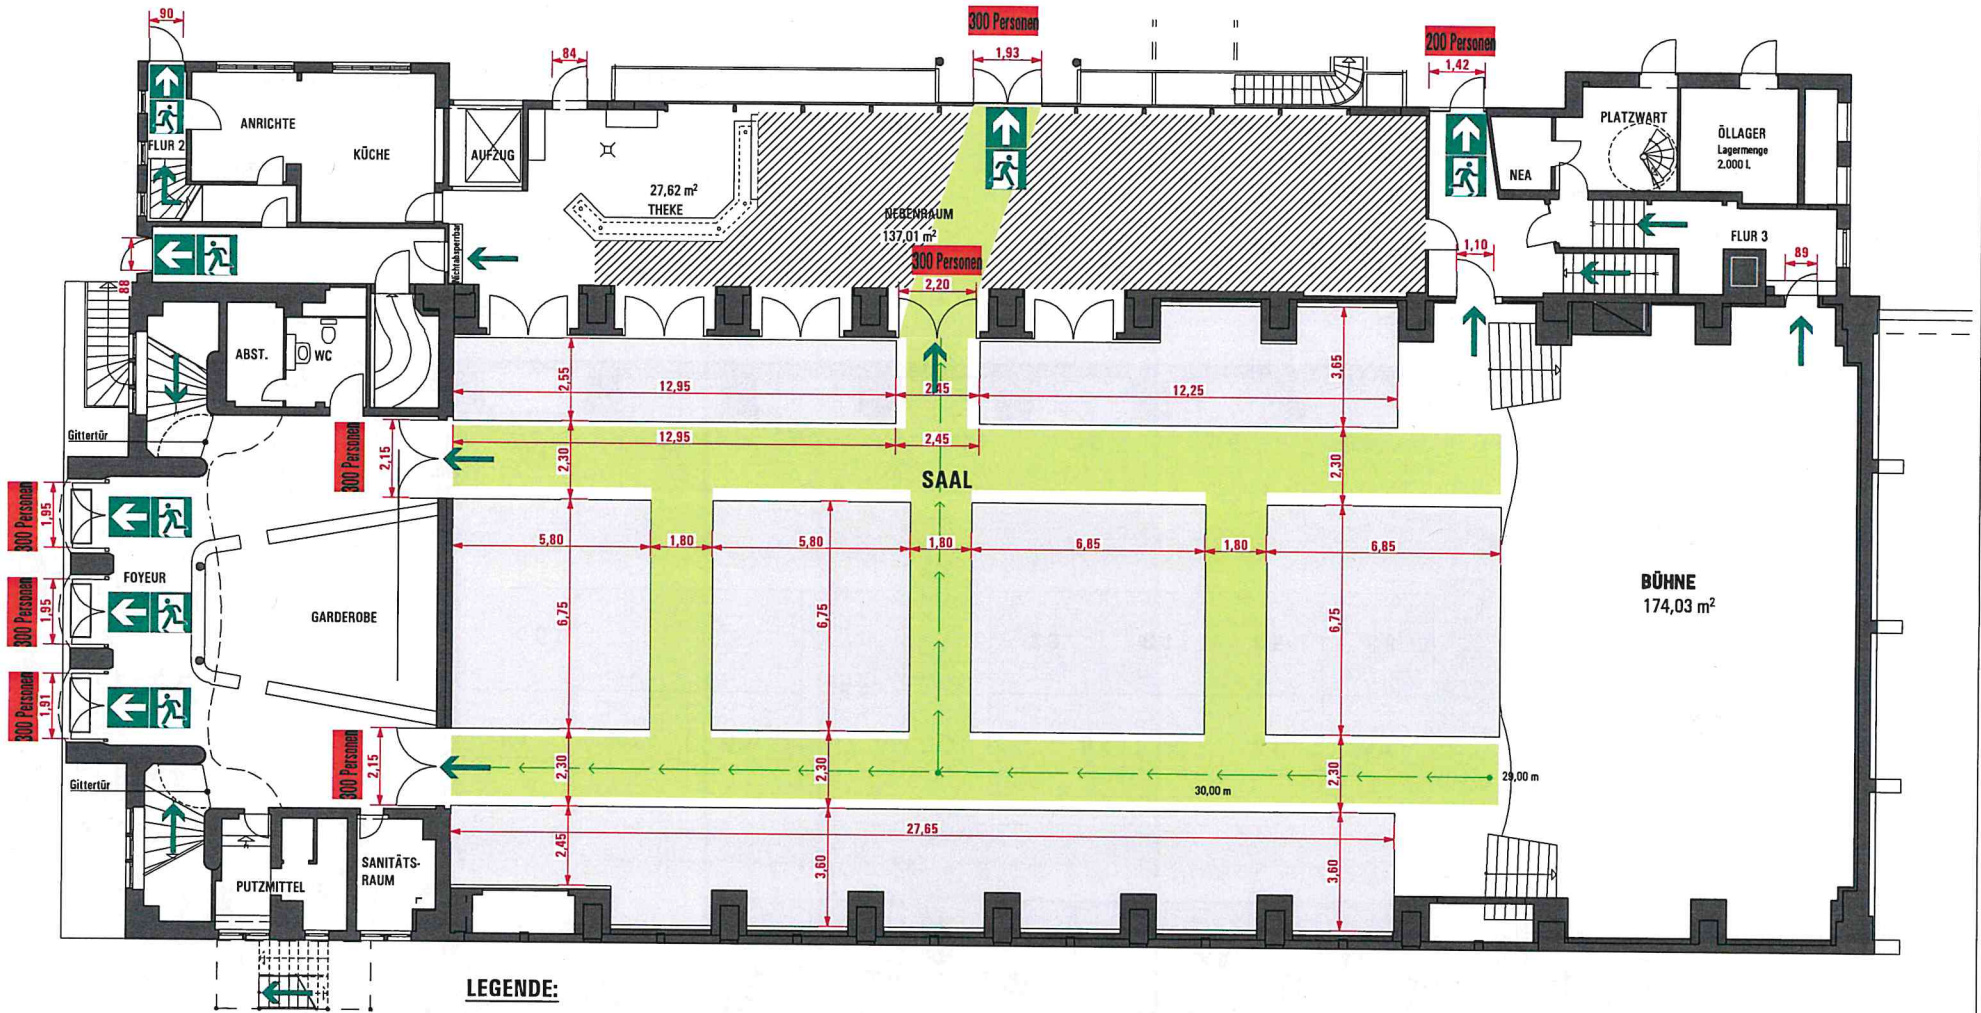 90
300 Personen
1,93
84
200 Personen
1,42
FLUR 2
ANRICHTE
KÜCHE
AUFZUG
27,62 m²
THEKE
NEBENRAUM
137,01 m²
300 Personen
2,20
NEA
PLATZWART
ÖLLAGER
Lagermenge
2.000 l.
FLUR 3
1,10
89
88
Nichtabsperrbar
ABST.
WC
Gittertür
2,55
12,95
2,45
12,25
3,65
300 Personen
2,15
12,95
2,30
2,45
2,30
SAAL
300 Personen
1,95
5,80
1,80
5,80
1,80
6,85
1,80
6,85
FOYEUR
GARDEROBE
300 Personen
1,95
6,75
6,75
6,75
BÜHNE
174,03 m²
300 Personen
1,91
300 Personen
2,15
2,30
2,30
2,30
29,00 m
30,00 m
Gittertür
27,65
2,45
3,60
3,60
PUTZMITTEL
SANITÄTS-
RAUM
LEGENDE: